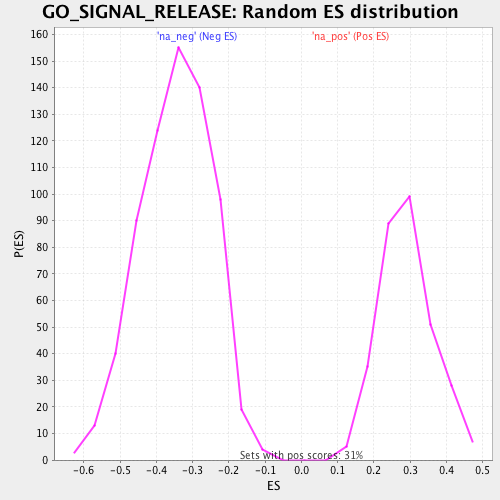 GO_SIGNAL_RELEASE: Random ES distribution
'na_neg' (Neg ES) 'na_pos' (Pos ES)
160
150
140
130
120
110
100
90
80
70
60
50
40
30
20
10
0
P(ES)
Sets with pos scores: 31%
-0.6 -0.5 -0.4 -0.3 -0.2 -0.1 0.0 0.1 0.2 0.3 0.4 0.5
ES